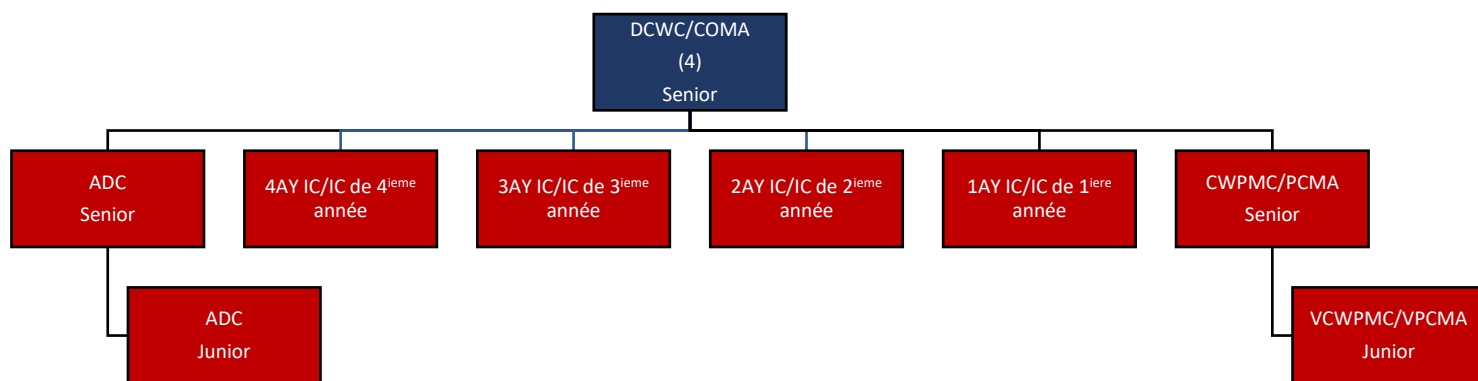 DCWC/COMA
(4)
Senior
ADC
Senior
4AY IC/IC de 4ieme
année
3AY IC/IC de 3ieme
année
2AY IC/IC de 2ieme
année
1AY IC/IC de 1iere
année
CWPMC/PCMA
Senior
ADC
Junior
VCWPMC/VPCMA
Junior